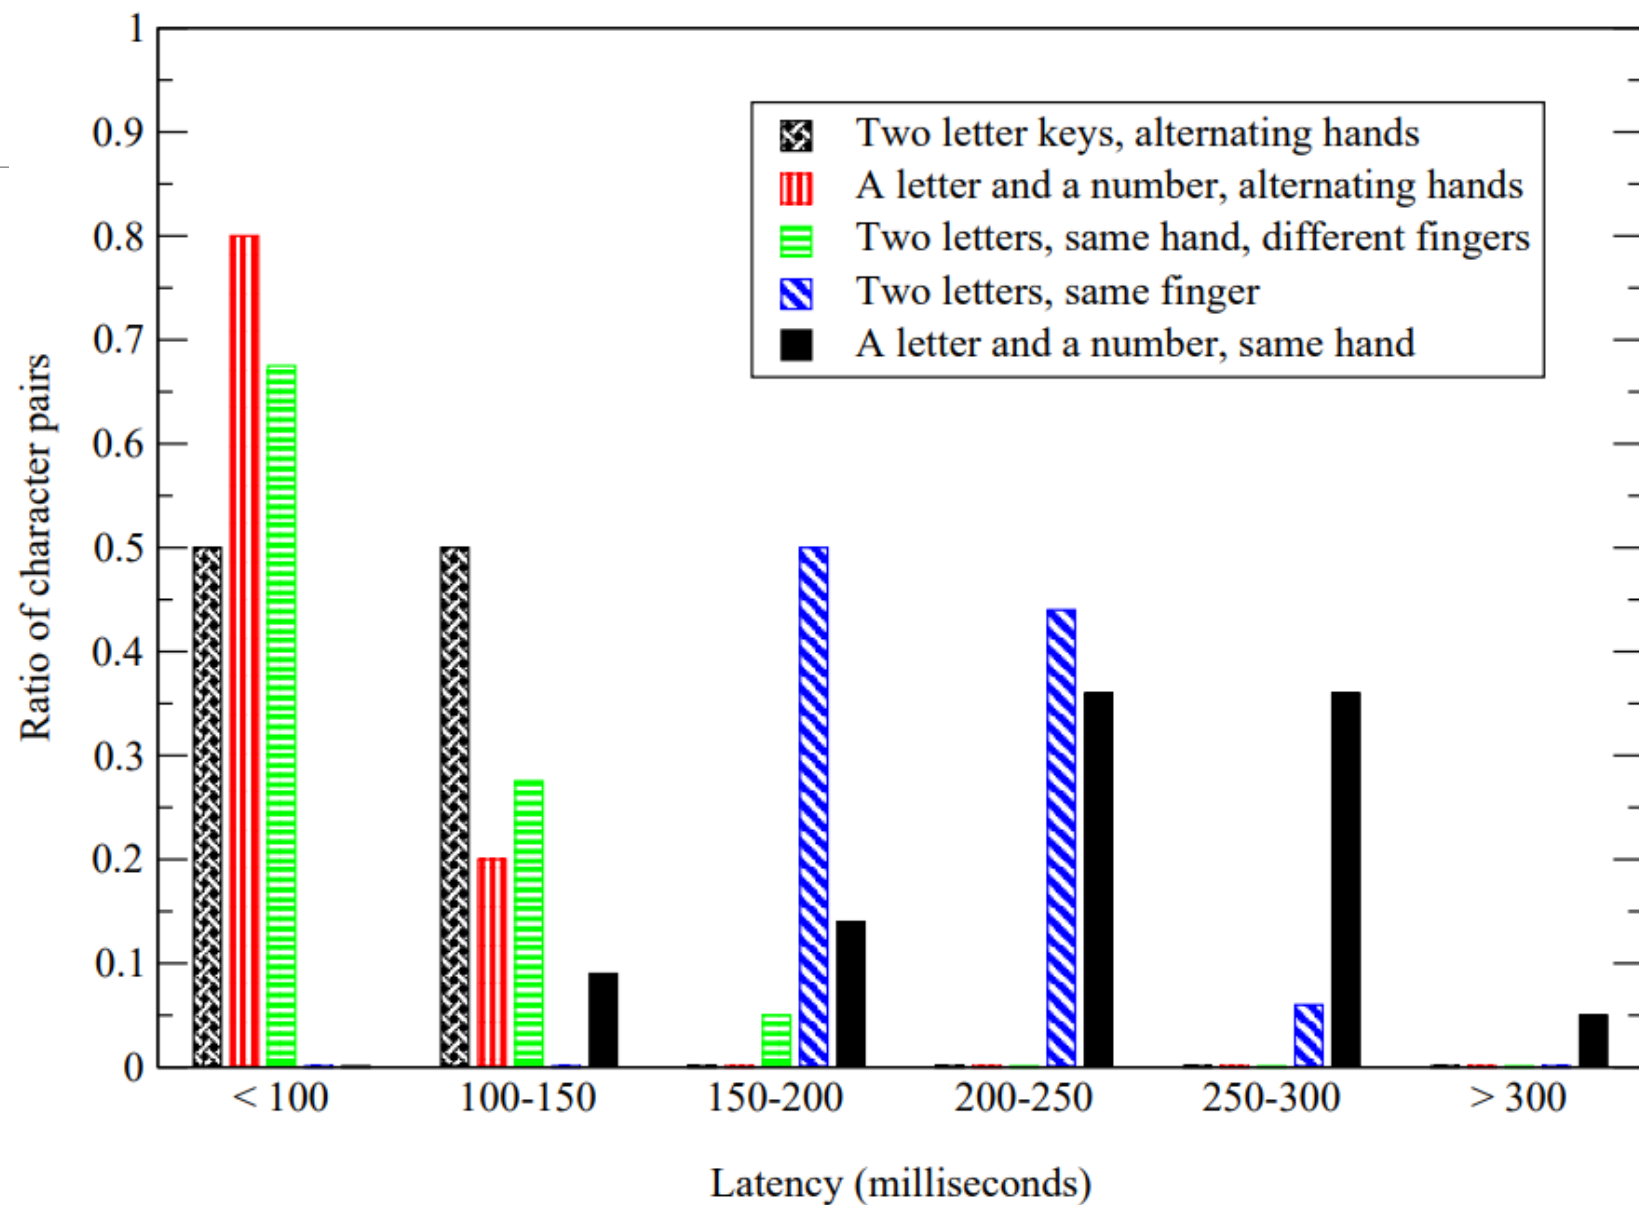 1
0.9
0.8
0.7
0.6
0.5
0.4
0.3
0.2
0.1
0
Ratio of character pairs
Two letter keys, alternating hands
A letter and a number, alternating hands
Two letters, same hand, different fingers
Two letters, same finger
A letter and a number, same hand
< 100 100-150 150-200 200-250 250-300 > 300
Latency (milliseconds)